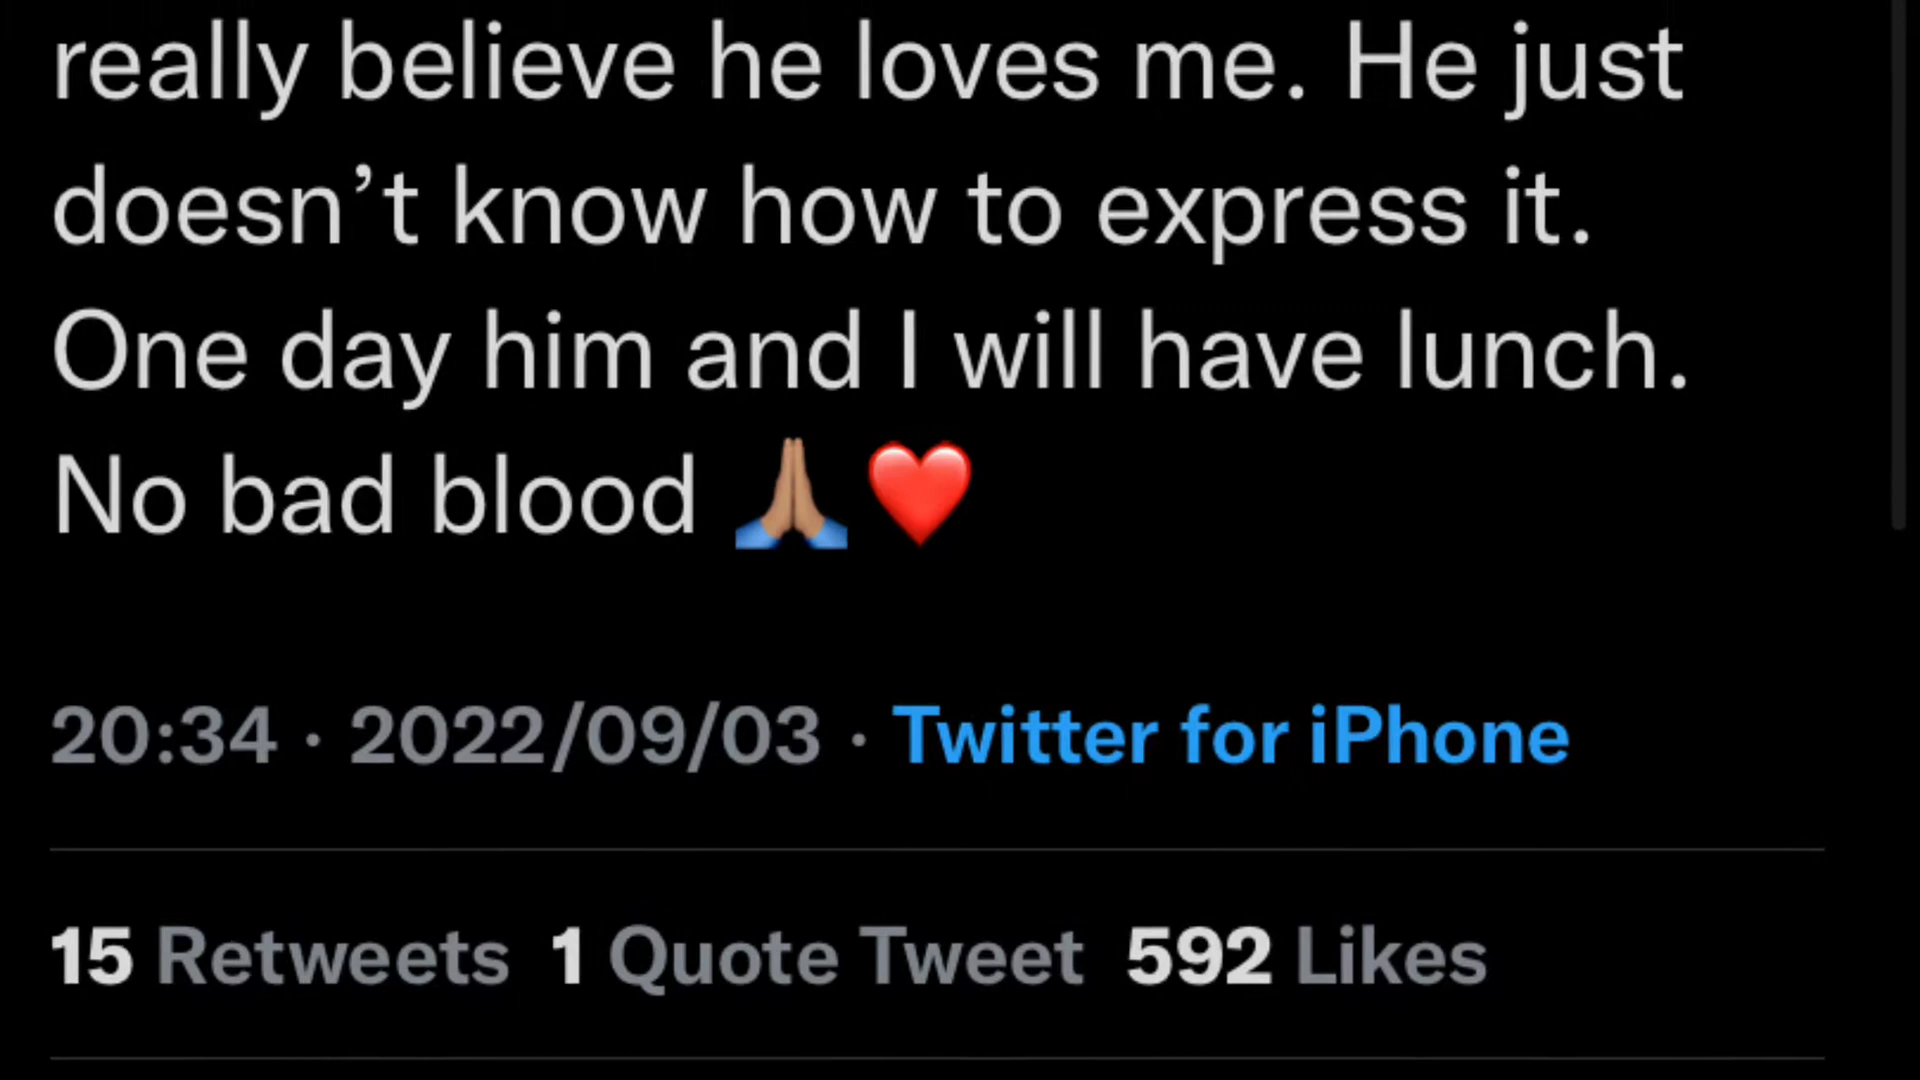 really believe he loves me. He just
doesn’t know how to express it.
One day him and I will have lunch.
No bad blood 🙏🏽❤️
20:34 · 2022/09/03 · Twitter for iPhone
15 Retweets 1 Quote Tweet 592 Likes